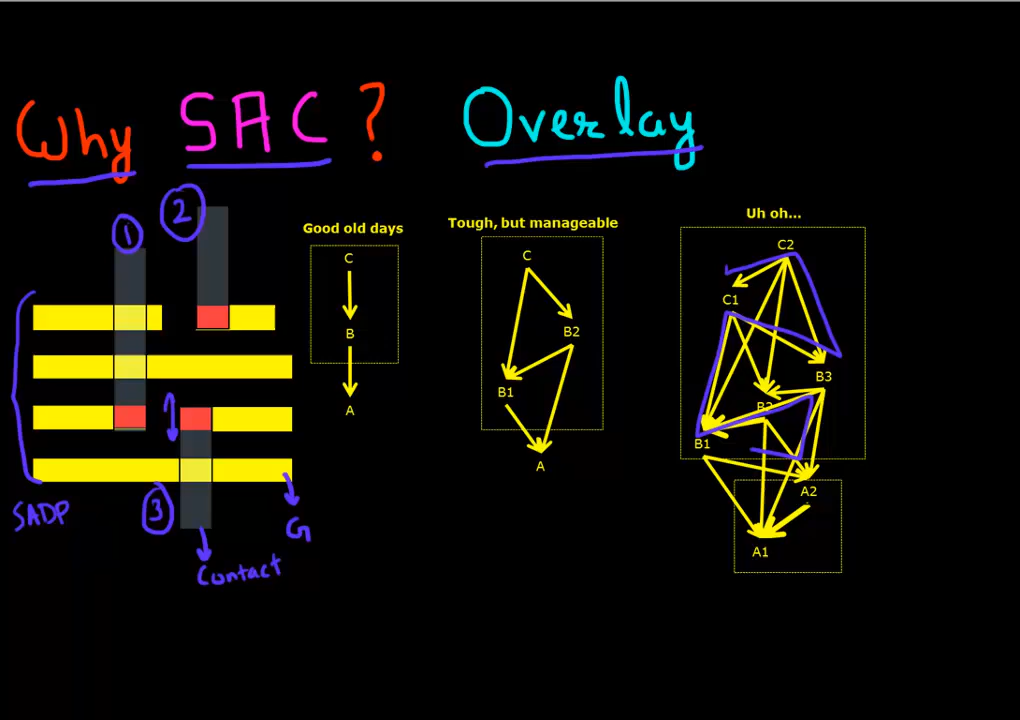 Why SAC? Overlay
1
2
3
SADP
G
Contact
Good old days
C
B
A
Tough, but manageable
C
B2
B1
A
Uh oh...
C2
C1
B3
B2
B1
A2
A1